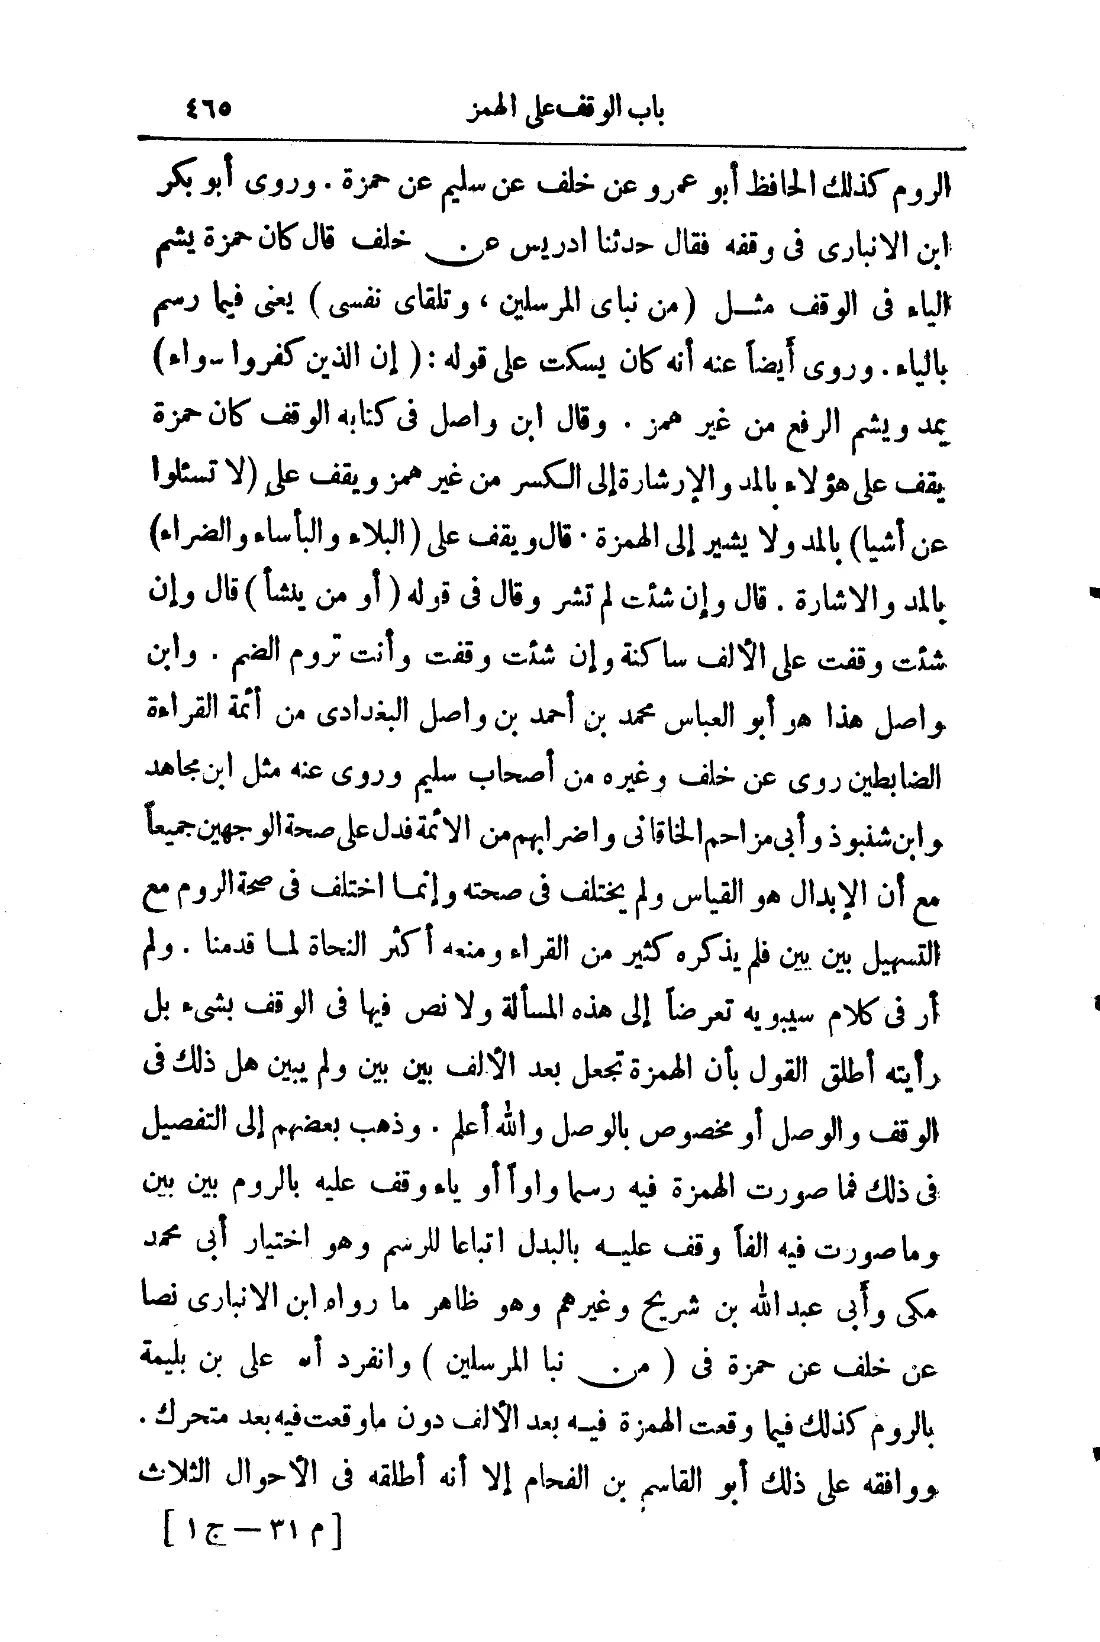 باب الوقف على الهمز ٤٦٥
الروم كذلك الحافظ أبو عمرو عن خلف عن سليم عن حمزة . وروى أبو بكر
ابن الانبارى فى وقفه فقال حدثنا ادريس عن خلف قال كان حمزة يشم
الياء فى الوقف مثل (من نباى المرسلين ، وتلقاى نفسى) يعنى فيما رسم
بالياء . وروى أيضاً عنه أنه كان يسكت على قوله : (إن الذين كفروا سواء)
يمد ويشم الرفع من غير همز . وقال ابن واصل فى كتابه الوقف كان حمزة
يقف على هؤلاء بالمد والإرشارة إلى الكسر من غير همز ويقف على (لا تسئلوا
عن أشيا) بالمد ولا يشير إلى الهمزة . قال ويقف على (البلاء والبأساء والضراء)
بالمد والاشارة . قال وإن شئت لم تشر وقال فى قوله (أو من ينشأ) قال وإن
شئت وقفت على الألف ساكنة وإن شئت وقفت وأنت تروم الضم . وابن
واصل هذا هو أبو العباس محمد بن أحمد بن واصل البغدادى من أئمة القراءة
الضابطين روى عن خلف وغيره من أصحاب سليم وروى عنه مثل ابن مجاهد
وابن شنبوذ وأبى مزاحم الخاقانى واضرابهم من الائمة فدل على صحة الوجهين جميعاً
مع أن الإبدال هو القياس ولم يختلف فى صحته وإنما اختلف فى صحة الروم مع
التسهيل بين بين فلم يذكره كثير من القراء ومنعه أكثر النحاة لما قدمنا . ولم
أر فى كلام سيبويه تعرضاً إلى هذه المسألة ولا نص فيها فى الوقف بشىء بل
رأيته أطلق القول بأن الهمزة تجعل بعد الألف بين بين ولم يبين هل ذلك فى
الوقف والوصل أو مخصوص بالوصل والله أعلم . وذهب بعضهم إلى التفصيل
فى ذلك فما صورت الهمزة فيه رسما واواً أو ياء وقف عليه بالروم بين بين
وما صورت فيه الفاً وقف عليه بالبدل اتباعا للرسم وهو اختيار أبى محمد
مكى وأبى عبد الله بن شريح وغيرهم وهو ظاهر ما رواه ابن الانبارى نصا
عن خلف عن حمزة فى (من نبا المرسلين) وانفرد أبو على بن بليمة
بالروم كذلك فيما وقعت الهمزة فيه بعد الألف دون ما وقعت فيه بعد متحرك .
ووافقه على ذلك أبو القاسم بن الفحام إلا أنه أطلقه فى الأحوال الثلاث
[م ٣١ – ج ١]